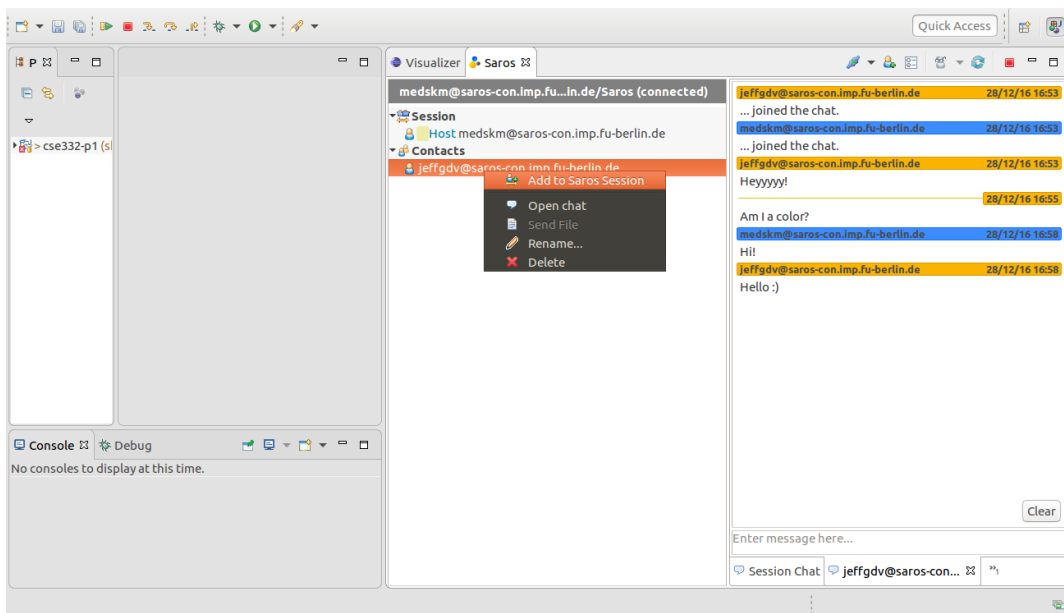 Quick Access
P
Visualizer
Saros
medskm@saros-con.imp.fu...in.de/Saros (connected)
Session
Host medskm@saros-con.imp.fu-berlin.de
Contacts
jeffgdv@saros-con.imp.fu-berlin.de
Add to Saros Session
Open chat
Send File
Rename...
Delete
> cse332-p1 (sl
jeffgdv@saros-con.imp.fu-berlin.de 28/12/16 16:53
... joined the chat.
medskm@saros-con.imp.fu-berlin.de 28/12/16 16:53
... joined the chat.
jeffgdv@saros-con.imp.fu-berlin.de 28/12/16 16:53
Heyyyyy!
28/12/16 16:55
Am I a color?
medskm@saros-con.imp.fu-berlin.de 28/12/16 16:58
Hi!
jeffgdv@saros-con.imp.fu-berlin.de 28/12/16 16:58
Hello :)
Clear
Enter message here...
Session Chat
jeffgdv@saros-con...
»1
Console
Debug
No consoles to display at this time.